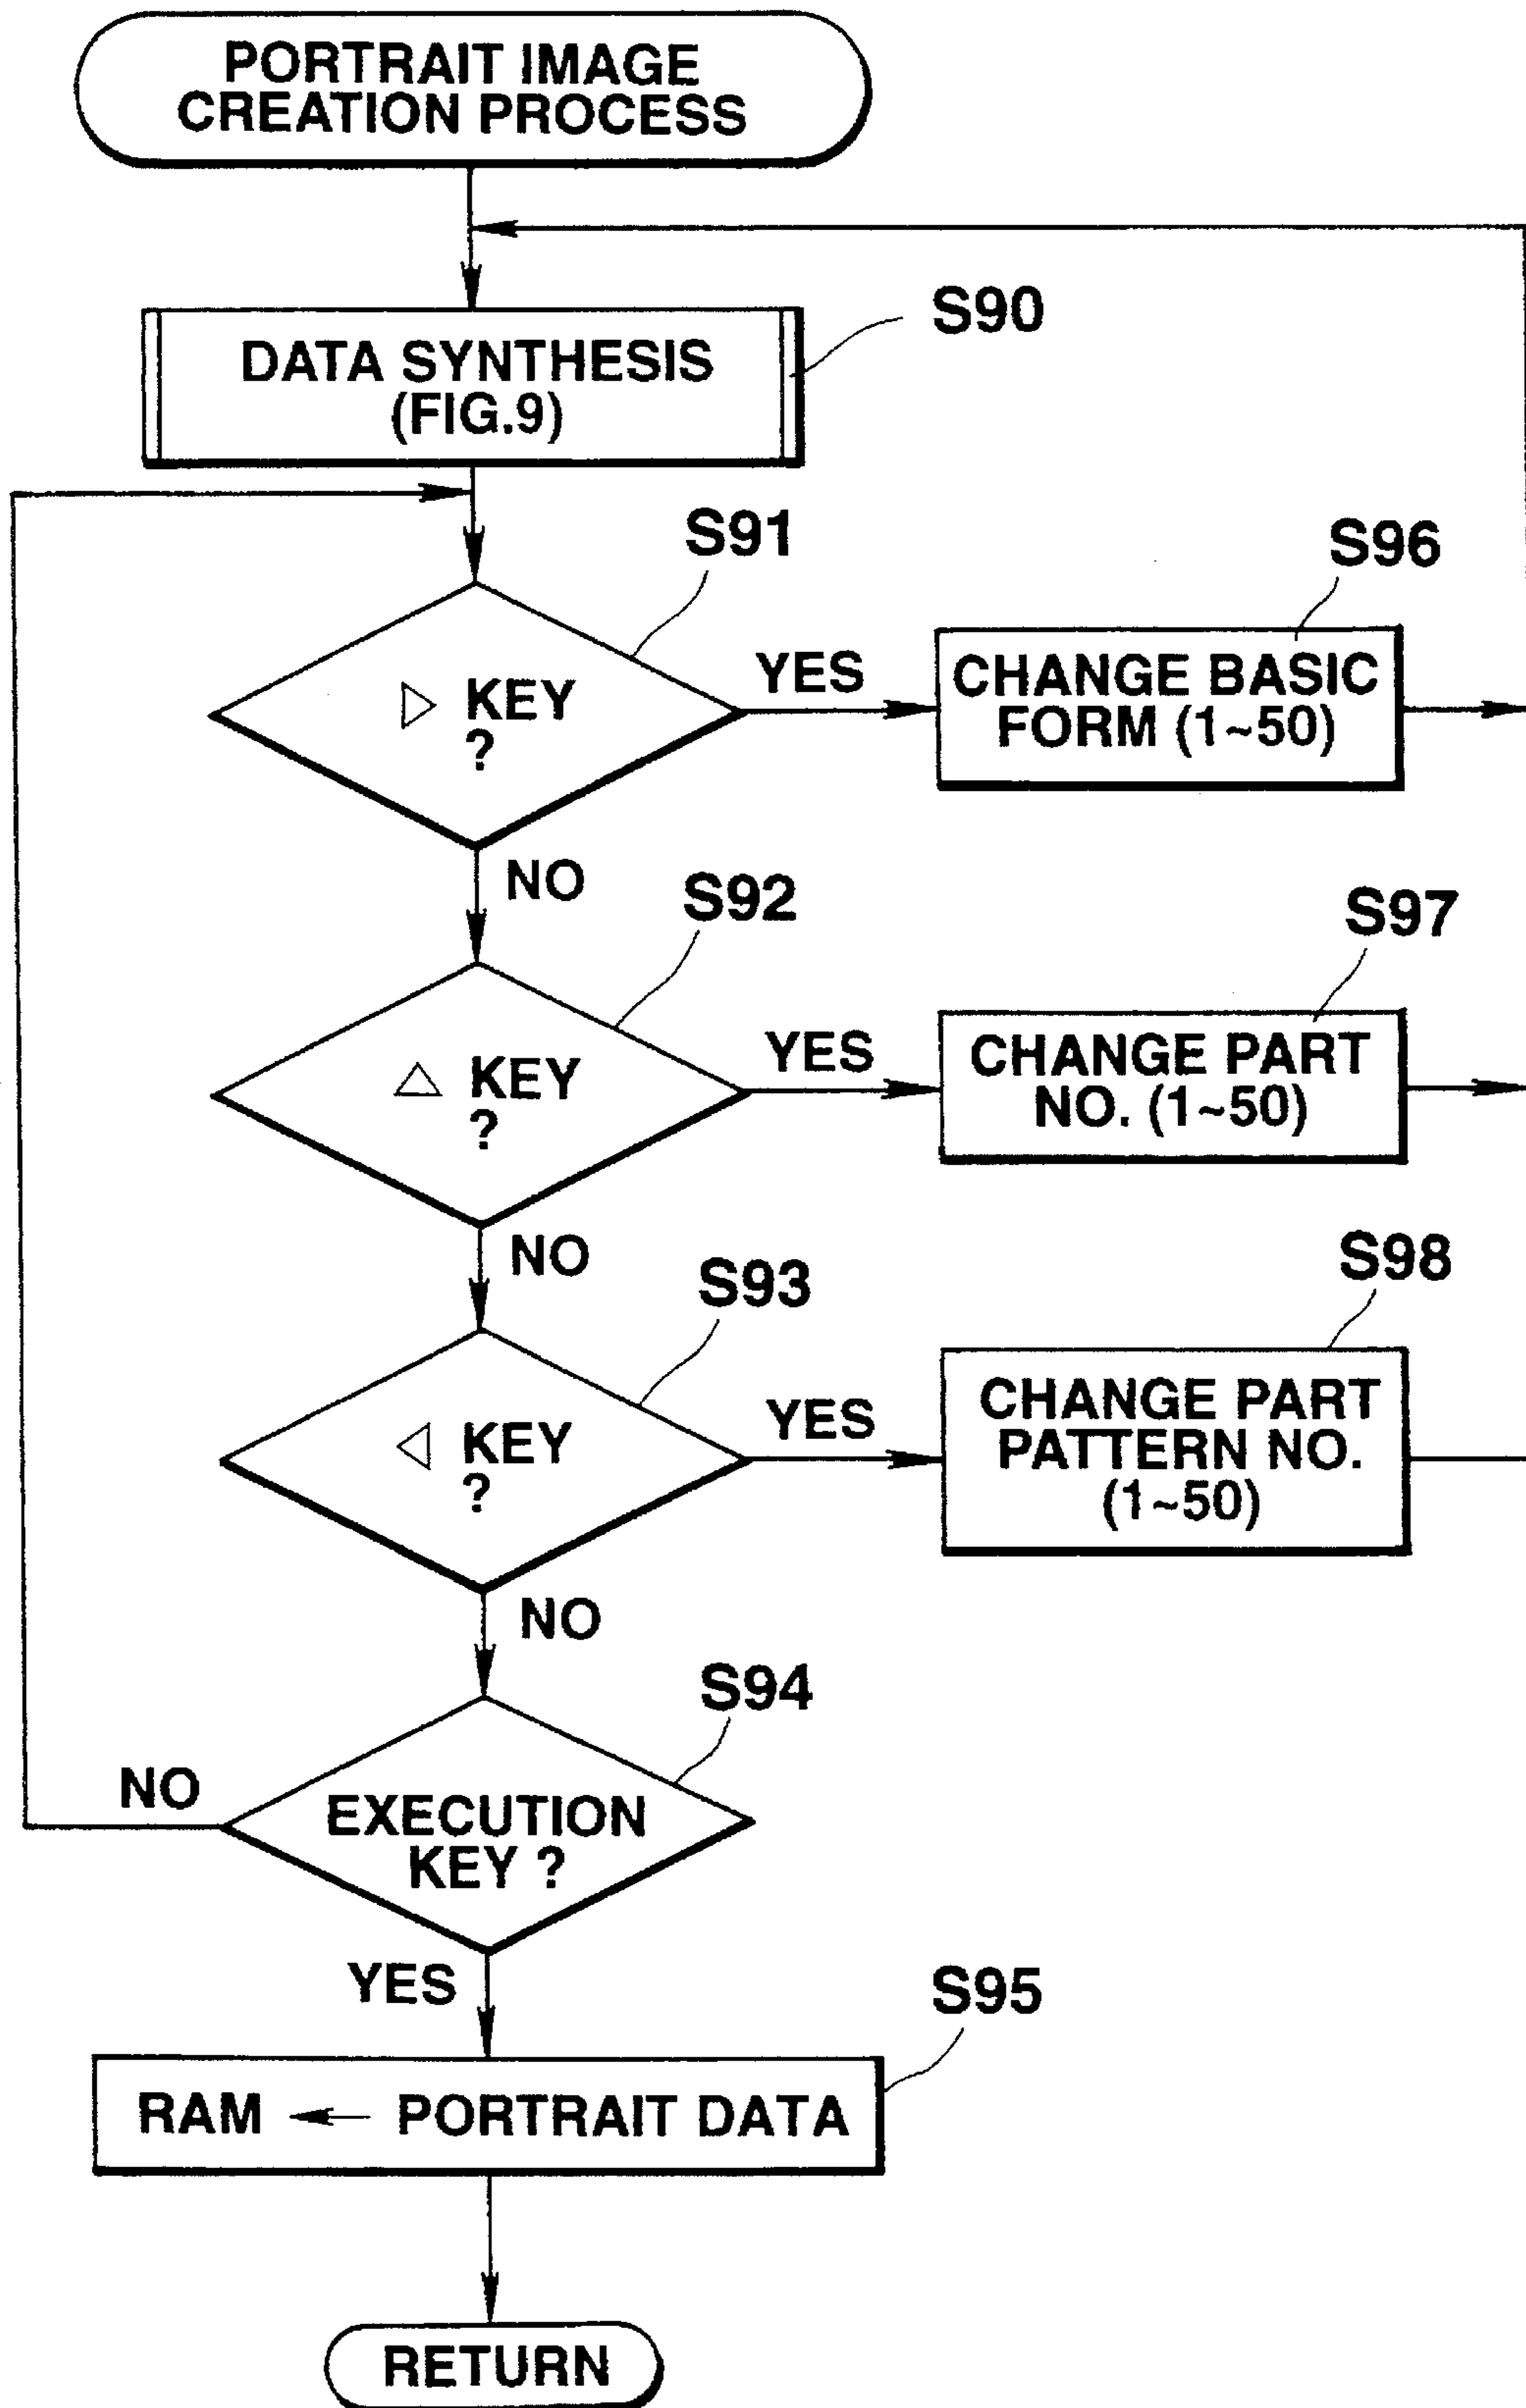 PORTRAIT IMAGE
CREATION PROCESS
DATA SYNTHESIS
(FIG.9)
S90
S91
▷ KEY
?
YES
S96
CHANGE BASIC
FORM (1~50)
NO
S92
△ KEY
?
YES
S97
CHANGE PART
NO. (1~50)
NO
S93
◁ KEY
?
YES
S98
CHANGE PART
PATTERN NO.
(1~50)
NO
S94
EXECUTION
KEY ?
NO
YES
S95
RAM ← PORTRAIT DATA
RETURN